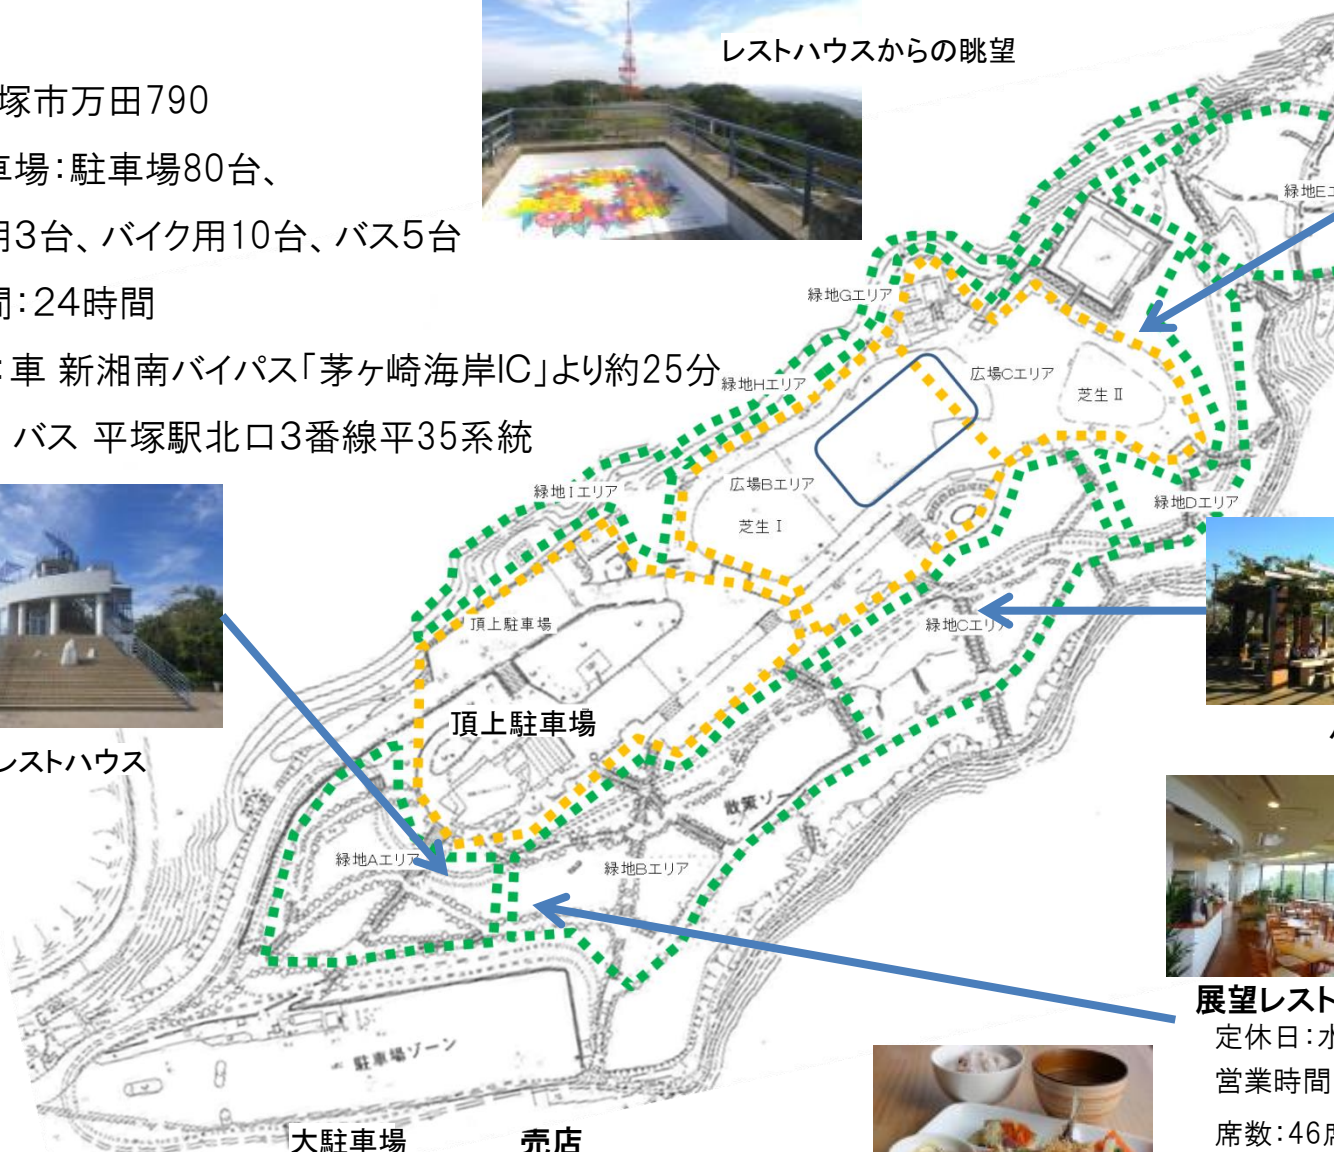 レストハウスからの眺望
塚市万田790
車場：駐車場80台、
用3台、バイク用10台、バス5台
間：24時間
：車 新湘南バイパス「茅ヶ崎海岸IC」より約25分
バス 平塚駅北口3番線平35系統
緑地Eエ
緑地Gエリア
緑地Hエリア
広場Cエリア
芝生Ⅱ
広場Bエリア
芝生Ⅰ
緑地Iエリア
緑地Dエリア
頂上駐車場
緑地Cエリア
頂上駐車場
レストハウス
散策ゾー
緑地Aエリア
緑地Bエリア
展望レスト
定休日：水
営業時間
席数：46席
駐車場ゾーン
大駐車場
売店